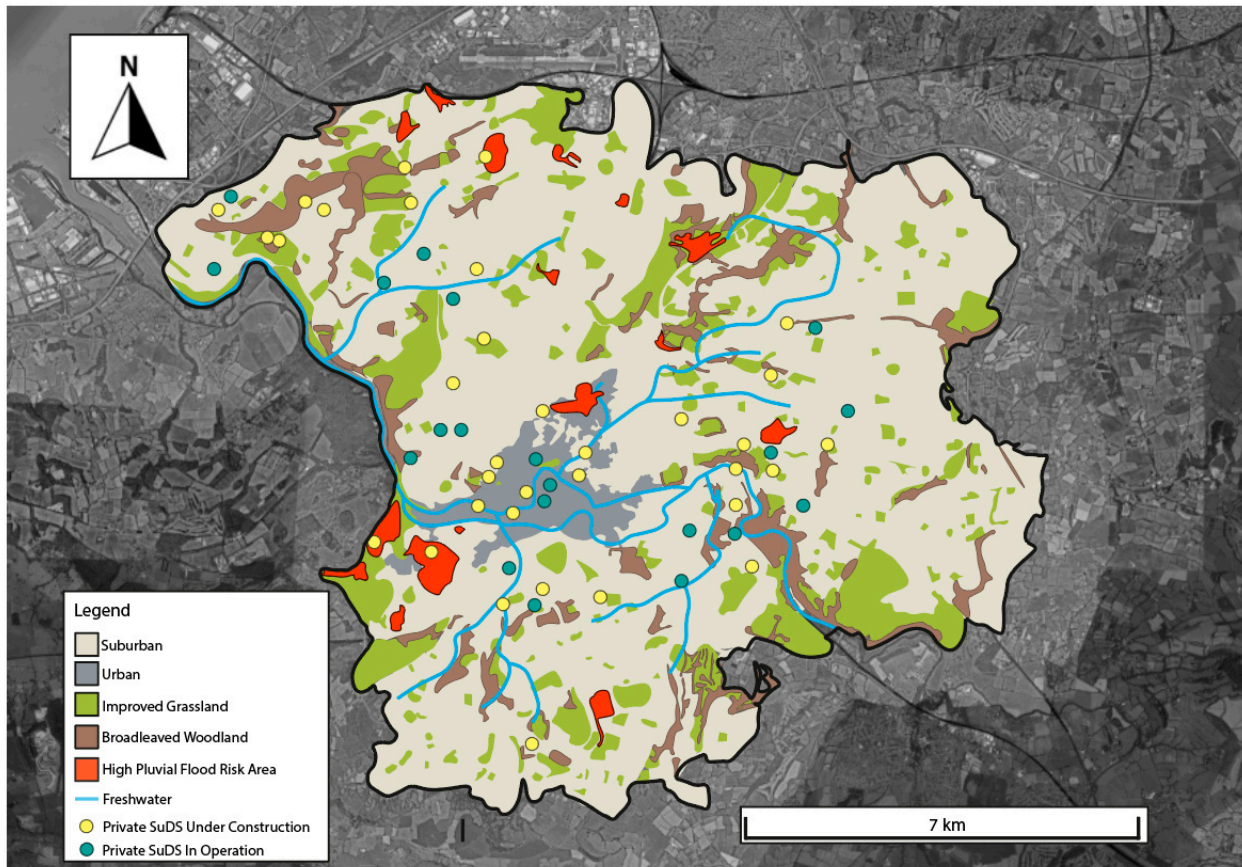 N
Legend
Suburban
Urban
Improved Grassland
Broadleaved Woodland
High Pluvial Flood Risk Area
Freshwater
Private SuDS Under Construction
Private SuDS In Operation
7 km